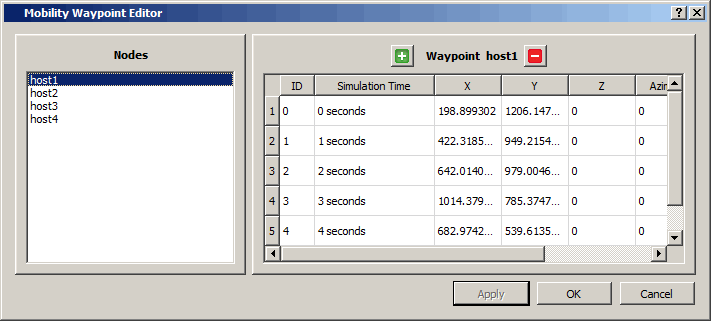 Mobility Waypoint Editor
Nodes
host1
host2
host3
host4
Waypoint host1
ID Simulation Time X Y Z Azim
1 0 0 seconds 198.899302 1206.147... 0 0
2 1 1 seconds 422.3185... 949.2154... 0 0
3 2 2 seconds 642.0140... 979.0046... 0 0
4 3 3 seconds 1014.379... 785.3747... 0 0
5 4 4 seconds 682.9742... 539.6135... 0 0
Apply OK Cancel